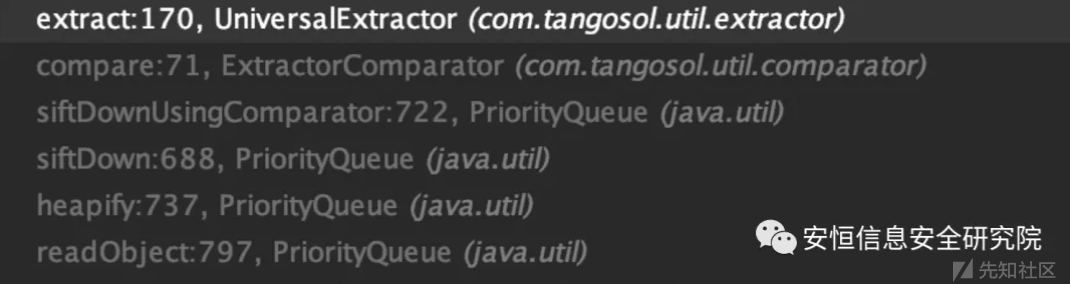 extract:170, UniversalExtractor (com.tangosol.util.extractor)
compare:71, ExtractorComparator (com.tangosol.util.comparator)
siftDownUsingComparator:722, PriorityQueue (java.util)
siftDown:688, PriorityQueue (java.util)
heapify:737, PriorityQueue (java.util)
readObject:797, PriorityQueue (java.util)
安恒信息安全研究院
先知社区